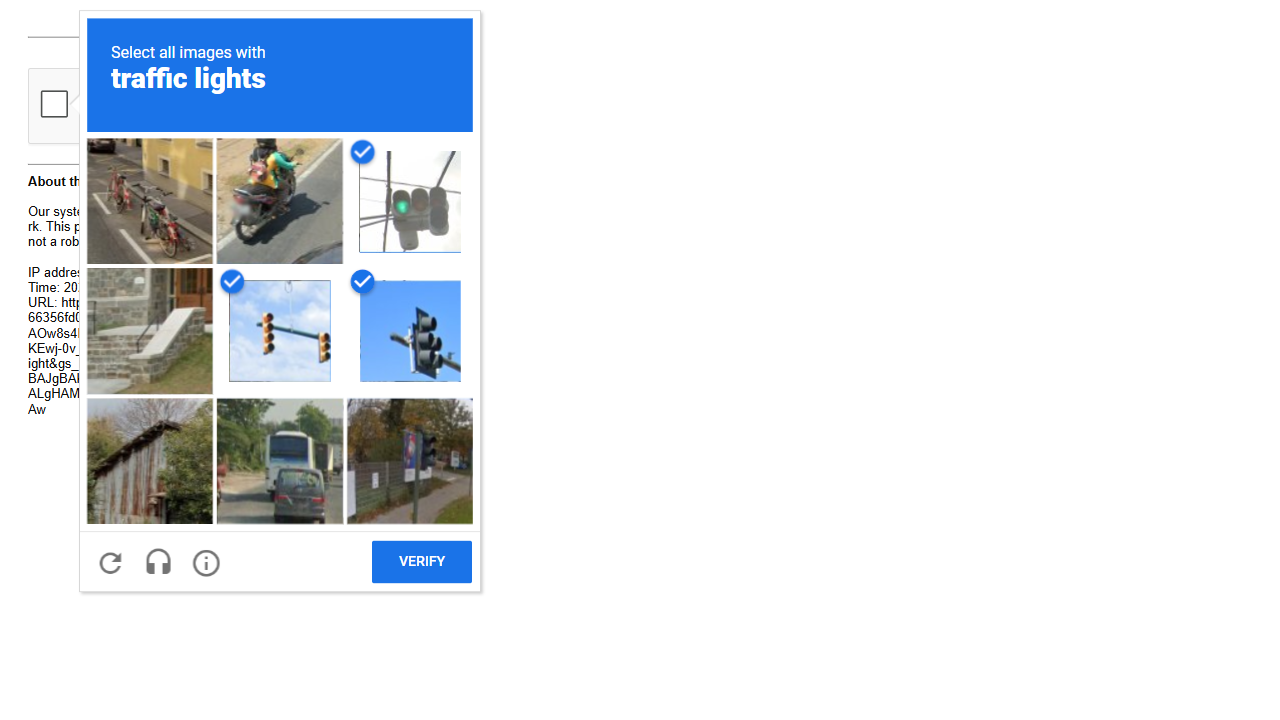 Select all images with
traffic lights
About th
Our syste
rk. This p
not a rob
IP addres
Time: 20
URL: http
66356fd0
AOw8s4
KEwj-0v_
ight&gs_
BAJgBA
ALgHAM
Aw
VERIFY